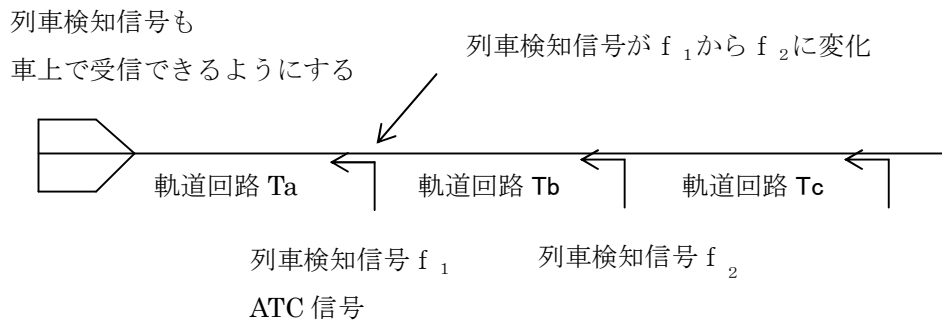 列車検知信号も
車上で受信できるようにする
列車検知信号がｆ₁からｆ₂に変化
軌道回路 Ta
軌道回路 Tb
軌道回路 Tc
列車検知信号ｆ₁
ATC 信号
列車検知信号ｆ₂